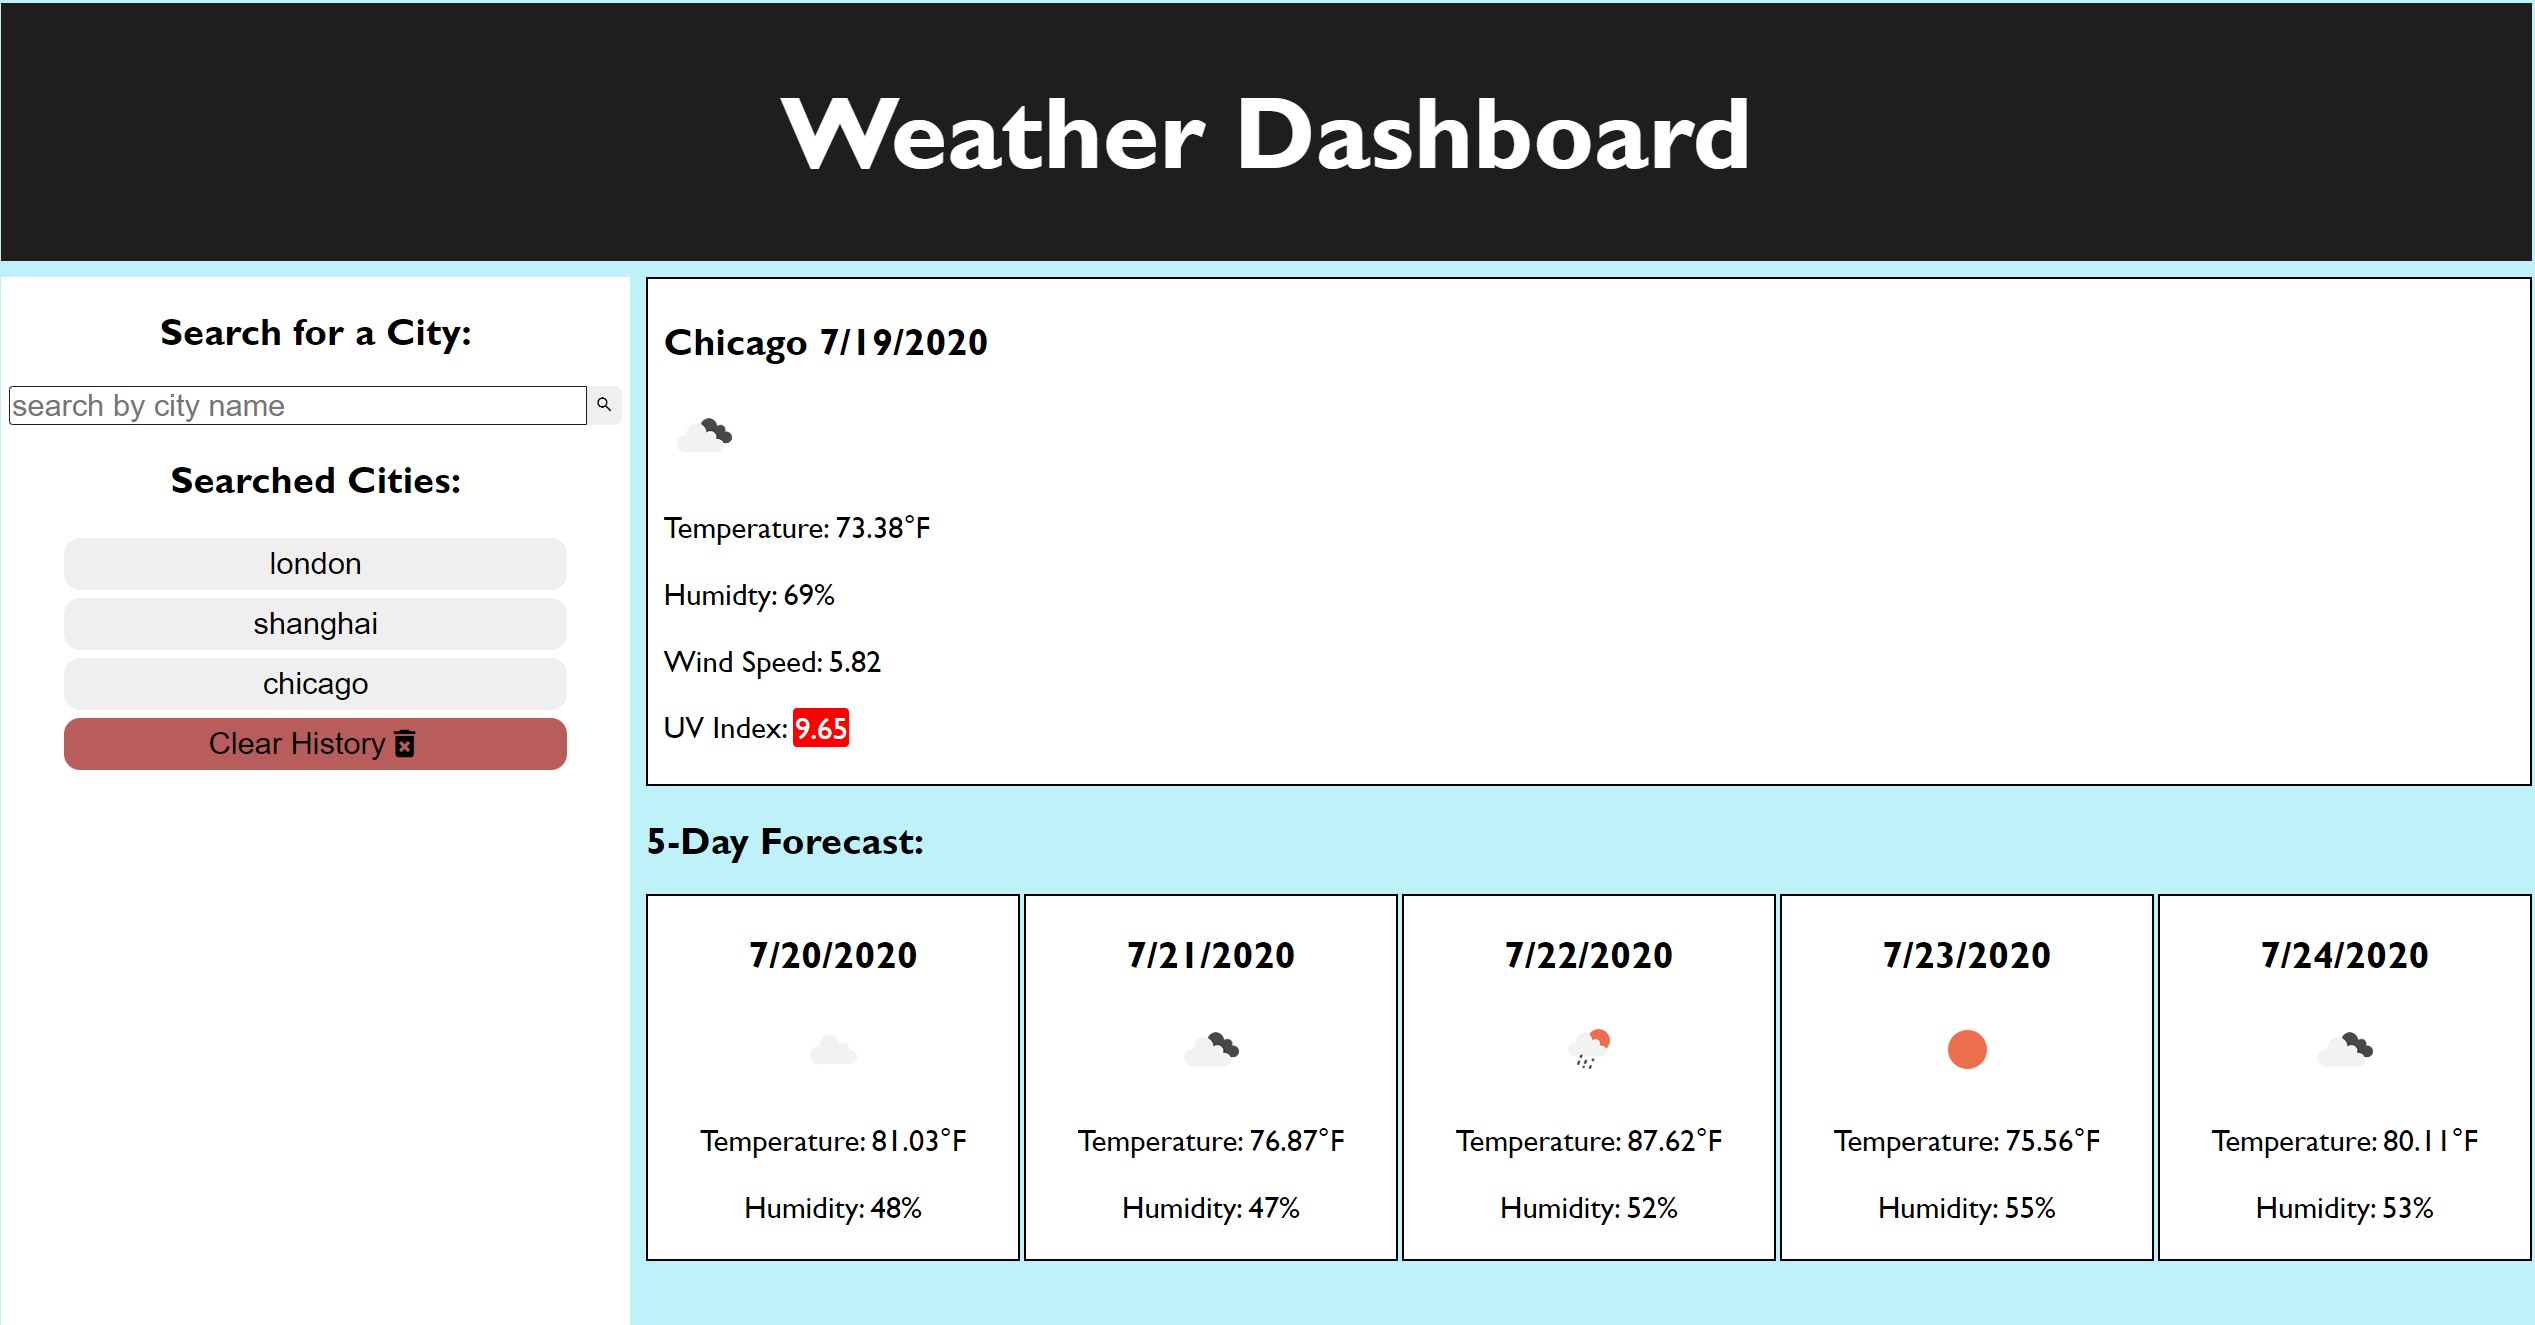 Weather Dashboard
Search for a City:
search by city name
Searched Cities:
london
shanghai
chicago
Clear History
Chicago 7/19/2020
Temperature: 73.38°F
Humidty: 69%
Wind Speed: 5.82
UV Index: 9.65
5-Day Forecast:
7/20/2020
Temperature: 81.03°F
Humidity: 48%
7/21/2020
Temperature: 76.87°F
Humidity: 47%
7/22/2020
Temperature: 87.62°F
Humidity: 52%
7/23/2020
Temperature: 75.56°F
Humidity: 55%
7/24/2020
Temperature: 80.11°F
Humidity: 53%